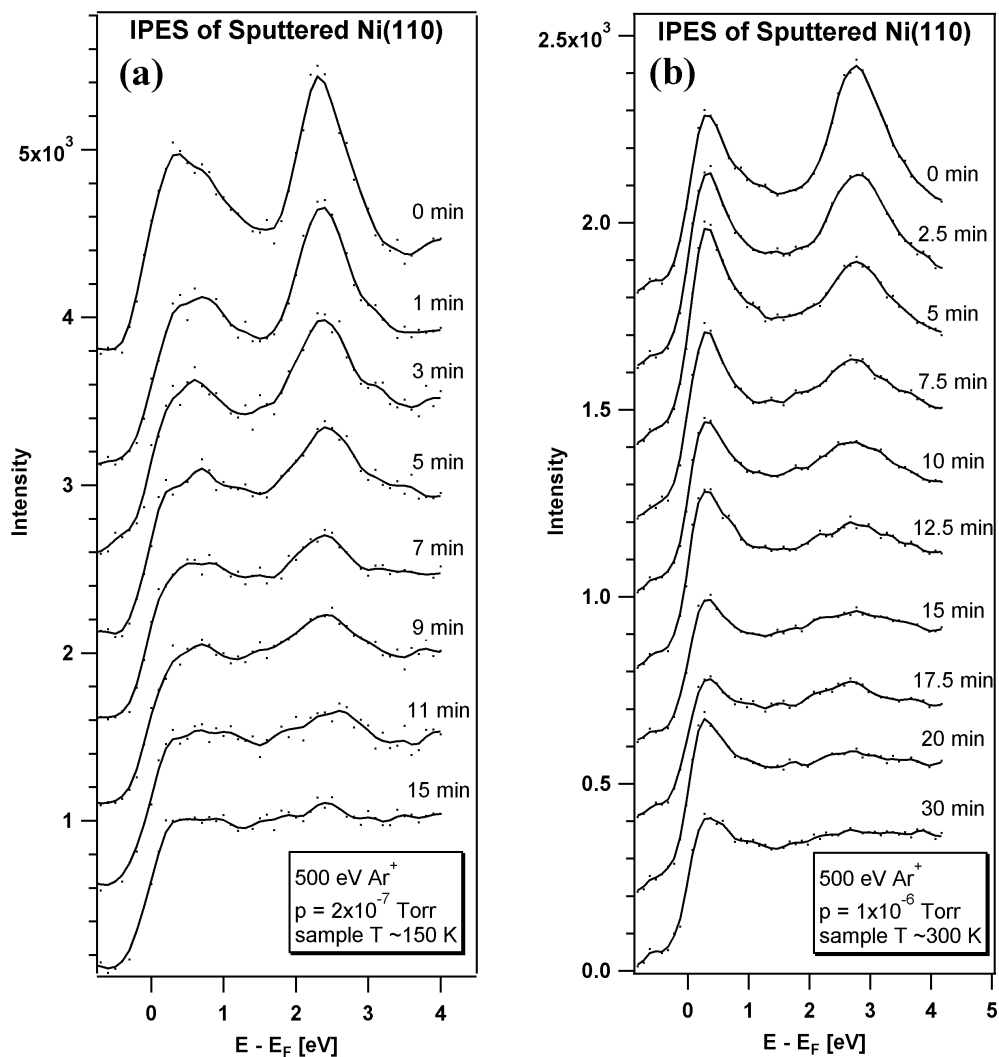 IPES of Sputtered Ni(110)
(a)
5x10³
4
3
2
1
Intensity
0 min
1 min
3 min
5 min
7 min
9 min
11 min
15 min
500 eV Ar⁺
p = 2x10⁻⁷ Torr
sample T ~150 K
0 1 2 3 4
E - E_F [eV]
IPES of Sputtered Ni(110)
(b)
2.5x10³
2.0
1.5
1.0
0.5
0.0
Intensity
0 min
2.5 min
5 min
7.5 min
10 min
12.5 min
15 min
17.5 min
20 min
30 min
500 eV Ar⁺
p = 1x10⁻⁶ Torr
sample T ~300 K
0 1 2 3 4 5
E - E_F [eV]